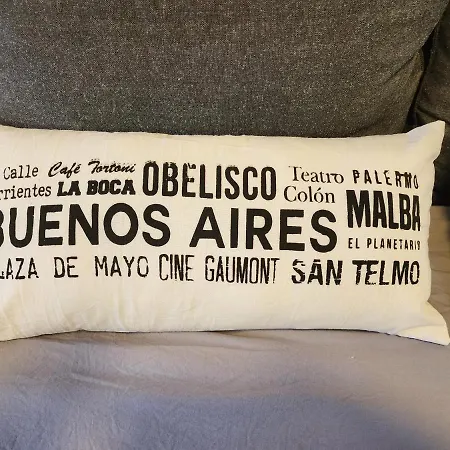 Calle Café Tortoni OBELISCO Teatro PALERMO
rrientes LA BOCA Colón MALBA
BUENOS AIRES EL PLANETARIO
LAZA DE MAYO CINE GAUMONT SAN TELMO